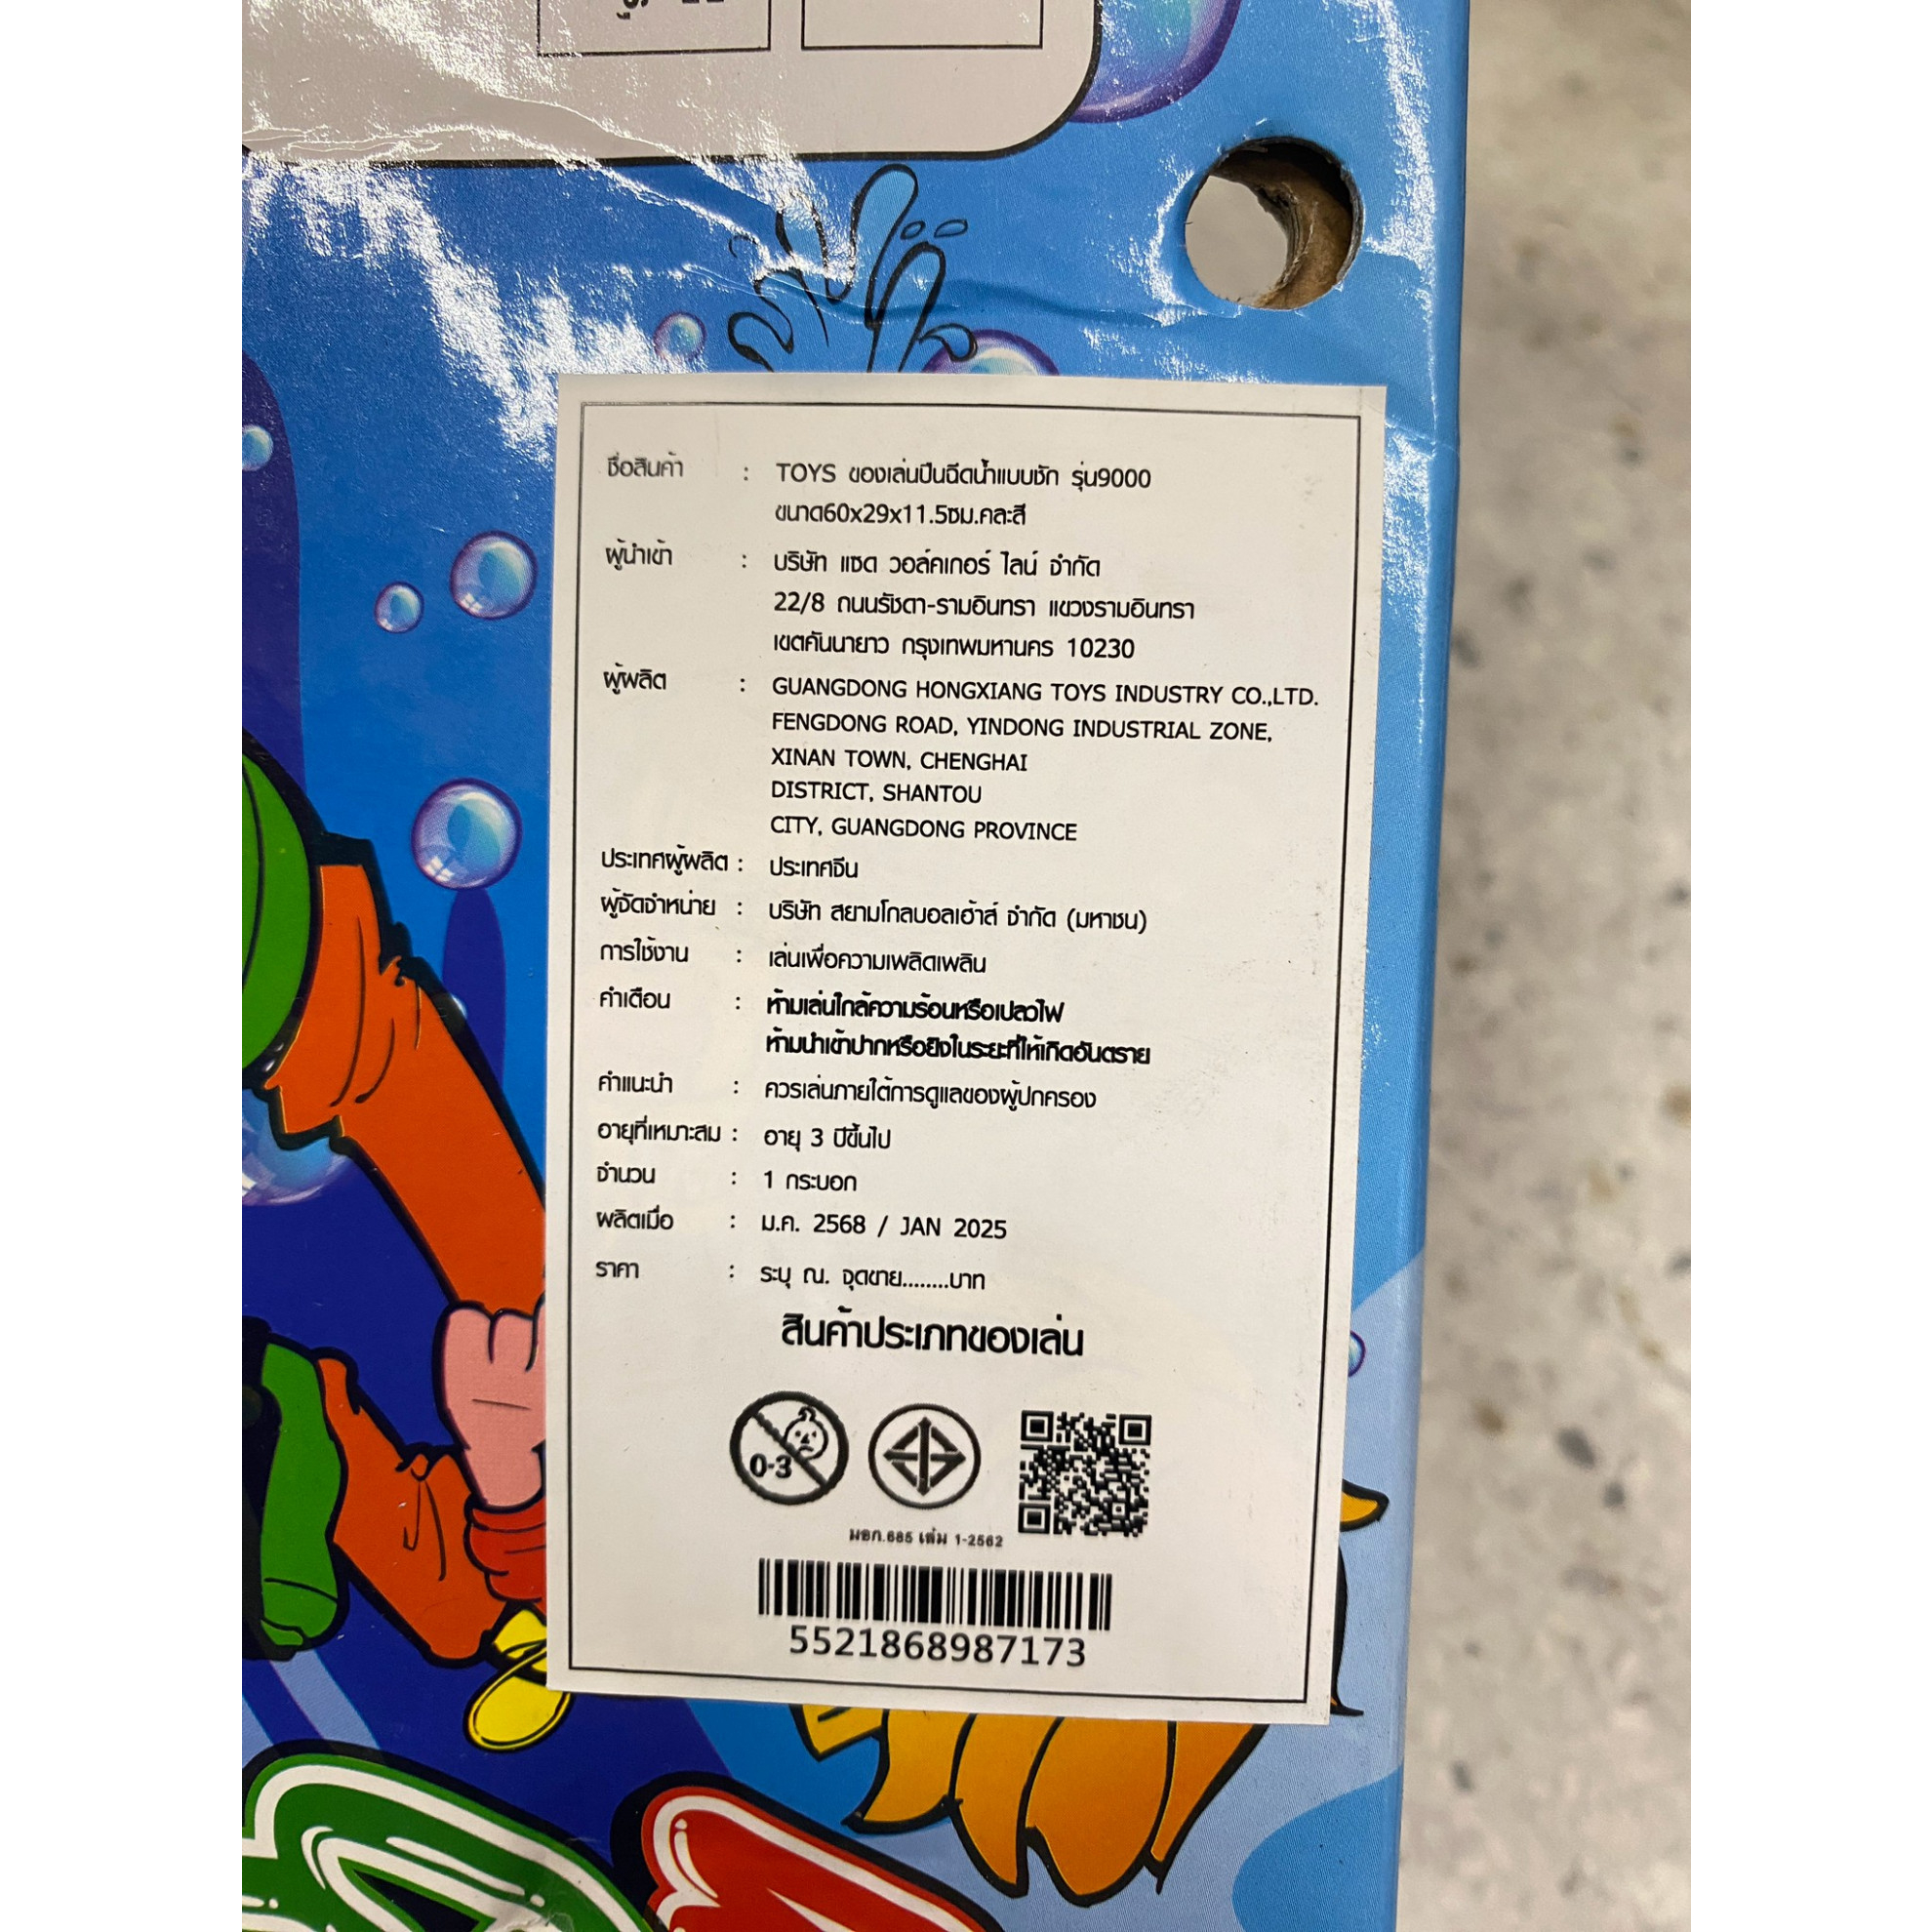 ชื่อสินค้า : TOYS ของเล่นปืนฉีดน้ำแบบชัก รุ่น9000
ขนาด60x29x11.5ซม.คละสี
ผู้นำเข้า : บริษัท แซด วอล์คเกอร์ ไลน์ จำกัด
22/8 ถนนรัชดา-รามอินทรา แขวงรามอินทรา
เขตคันนายาว กรุงเทพมหานคร 10230
ผู้ผลิต : GUANGDONG HONGXIANG TOYS INDUSTRY CO.,LTD.
FENGDONG ROAD, YINDONG INDUSTRIAL ZONE,
XINAN TOWN, CHENGHAI
DISTRICT, SHANTOU
CITY, GUANGDONG PROVINCE
ประเทศผู้ผลิต : ประเทศจีน
ผู้จัดจำหน่าย : บริษัท สยามโกลบอลเฮ้าส์ จำกัด (มหาชน)
การใช้งาน : เล่นเพื่อความเพลิดเพลิน
คำเตือน : ห้ามเล่นใกล้ความร้อนหรือเปลวไฟ
ห้ามนำเข้าปากหรือยิงในระยะที่ให้เกิดอันตราย
คำแนะนำ : ควรเล่นภายใต้การดูแลของผู้ปกครอง
อายุที่เหมาะสม : อายุ 3 ปีขึ้นไป
จำนวน : 1 กระบอก
ผลิตเมื่อ : ม.ค. 2568 / JAN 2025
ราคา : ระบุ ณ. จุดขาย........บาท
สินค้าประเภทของเล่น
0-3
มอก.685 เล่ม 1-2562
5521868987173